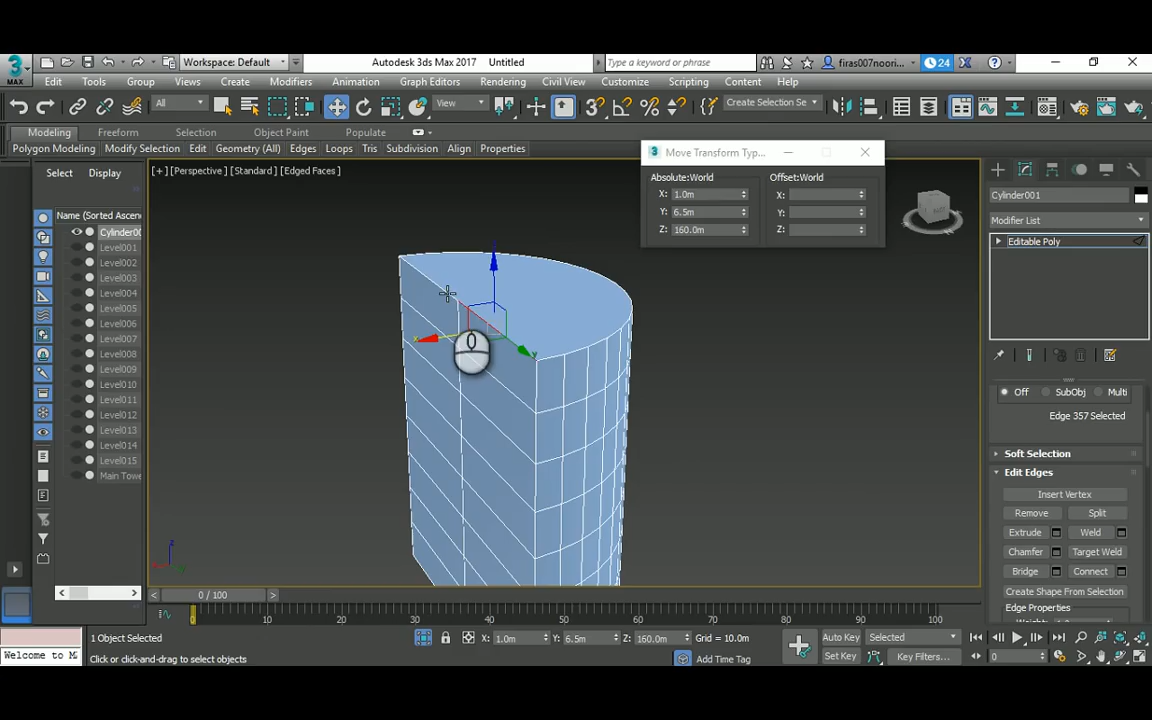 3
MAX
Workspace: Default
Autodesk 3ds Max 2017 Untitled
Type a keyword or phrase
firas007noori...
24
Edit Tools Group Views Create Modifiers Animation Graph Editors Rendering Civil View Customize Scripting Content Help
All
View
Create Selection Se
Modeling Freeform Selection Object Paint Populate
Polygon Modeling Modify Selection Edit Geometry (All) Edges Loops Tris Subdivision Align Properties
Select Display
[+] [Perspective] [Standard] [Edged Faces]
3 Move Transform Typ...
Absolute:World Offset:World
X: 1.0m X:
Y: 6.5m Y:
Z: 160.0m Z:
Name (Sorted Ascen
Cylinder00
Level001
Level002
Level003
Level004
Level005
Level006
Level007
Level008
Level009
Level010
Level011
Level012
Level013
Level014
Level015
Main Towe
x
y
z
Cylinder001
Modifier List
Editable Poly
Off SubObj Multi
Edge 357 Selected
Soft Selection
Edit Edges
Insert Vertex
Remove Split
Extrude Weld
Chamfer Target Weld
Bridge Connect
Create Shape From Selection
Edge Properties
0 / 100
0 10 20 30 40 50 60 70 80 90 100
1 Object Selected
X: 1.0m Y: 6.5m Z: 160.0m Grid = 10.0m
Auto Key Selected
Welcome to M
Click or click-and-drag to select objects
Add Time Tag
Set Key Key Filters...
0